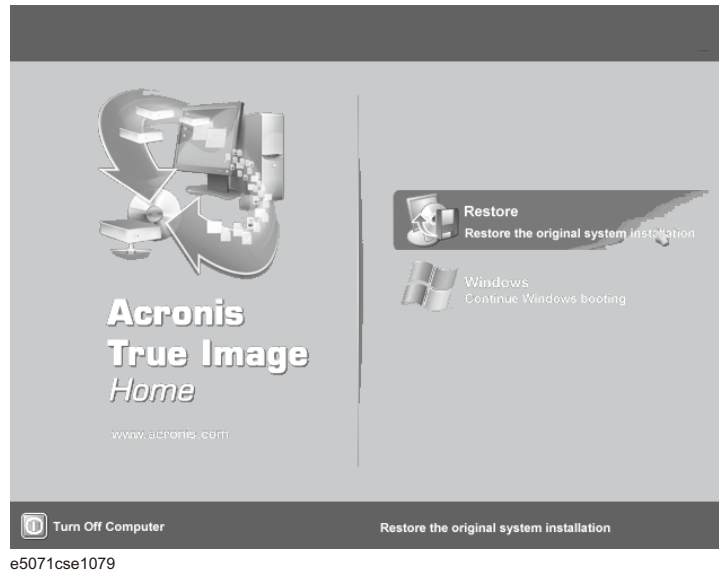 Acronis
True Image
Home
www.acronis.com
Restore
Restore the original system installation
Windows
Continue Windows booting
Turn Off Computer
Restore the original system installation
e5071cse1079